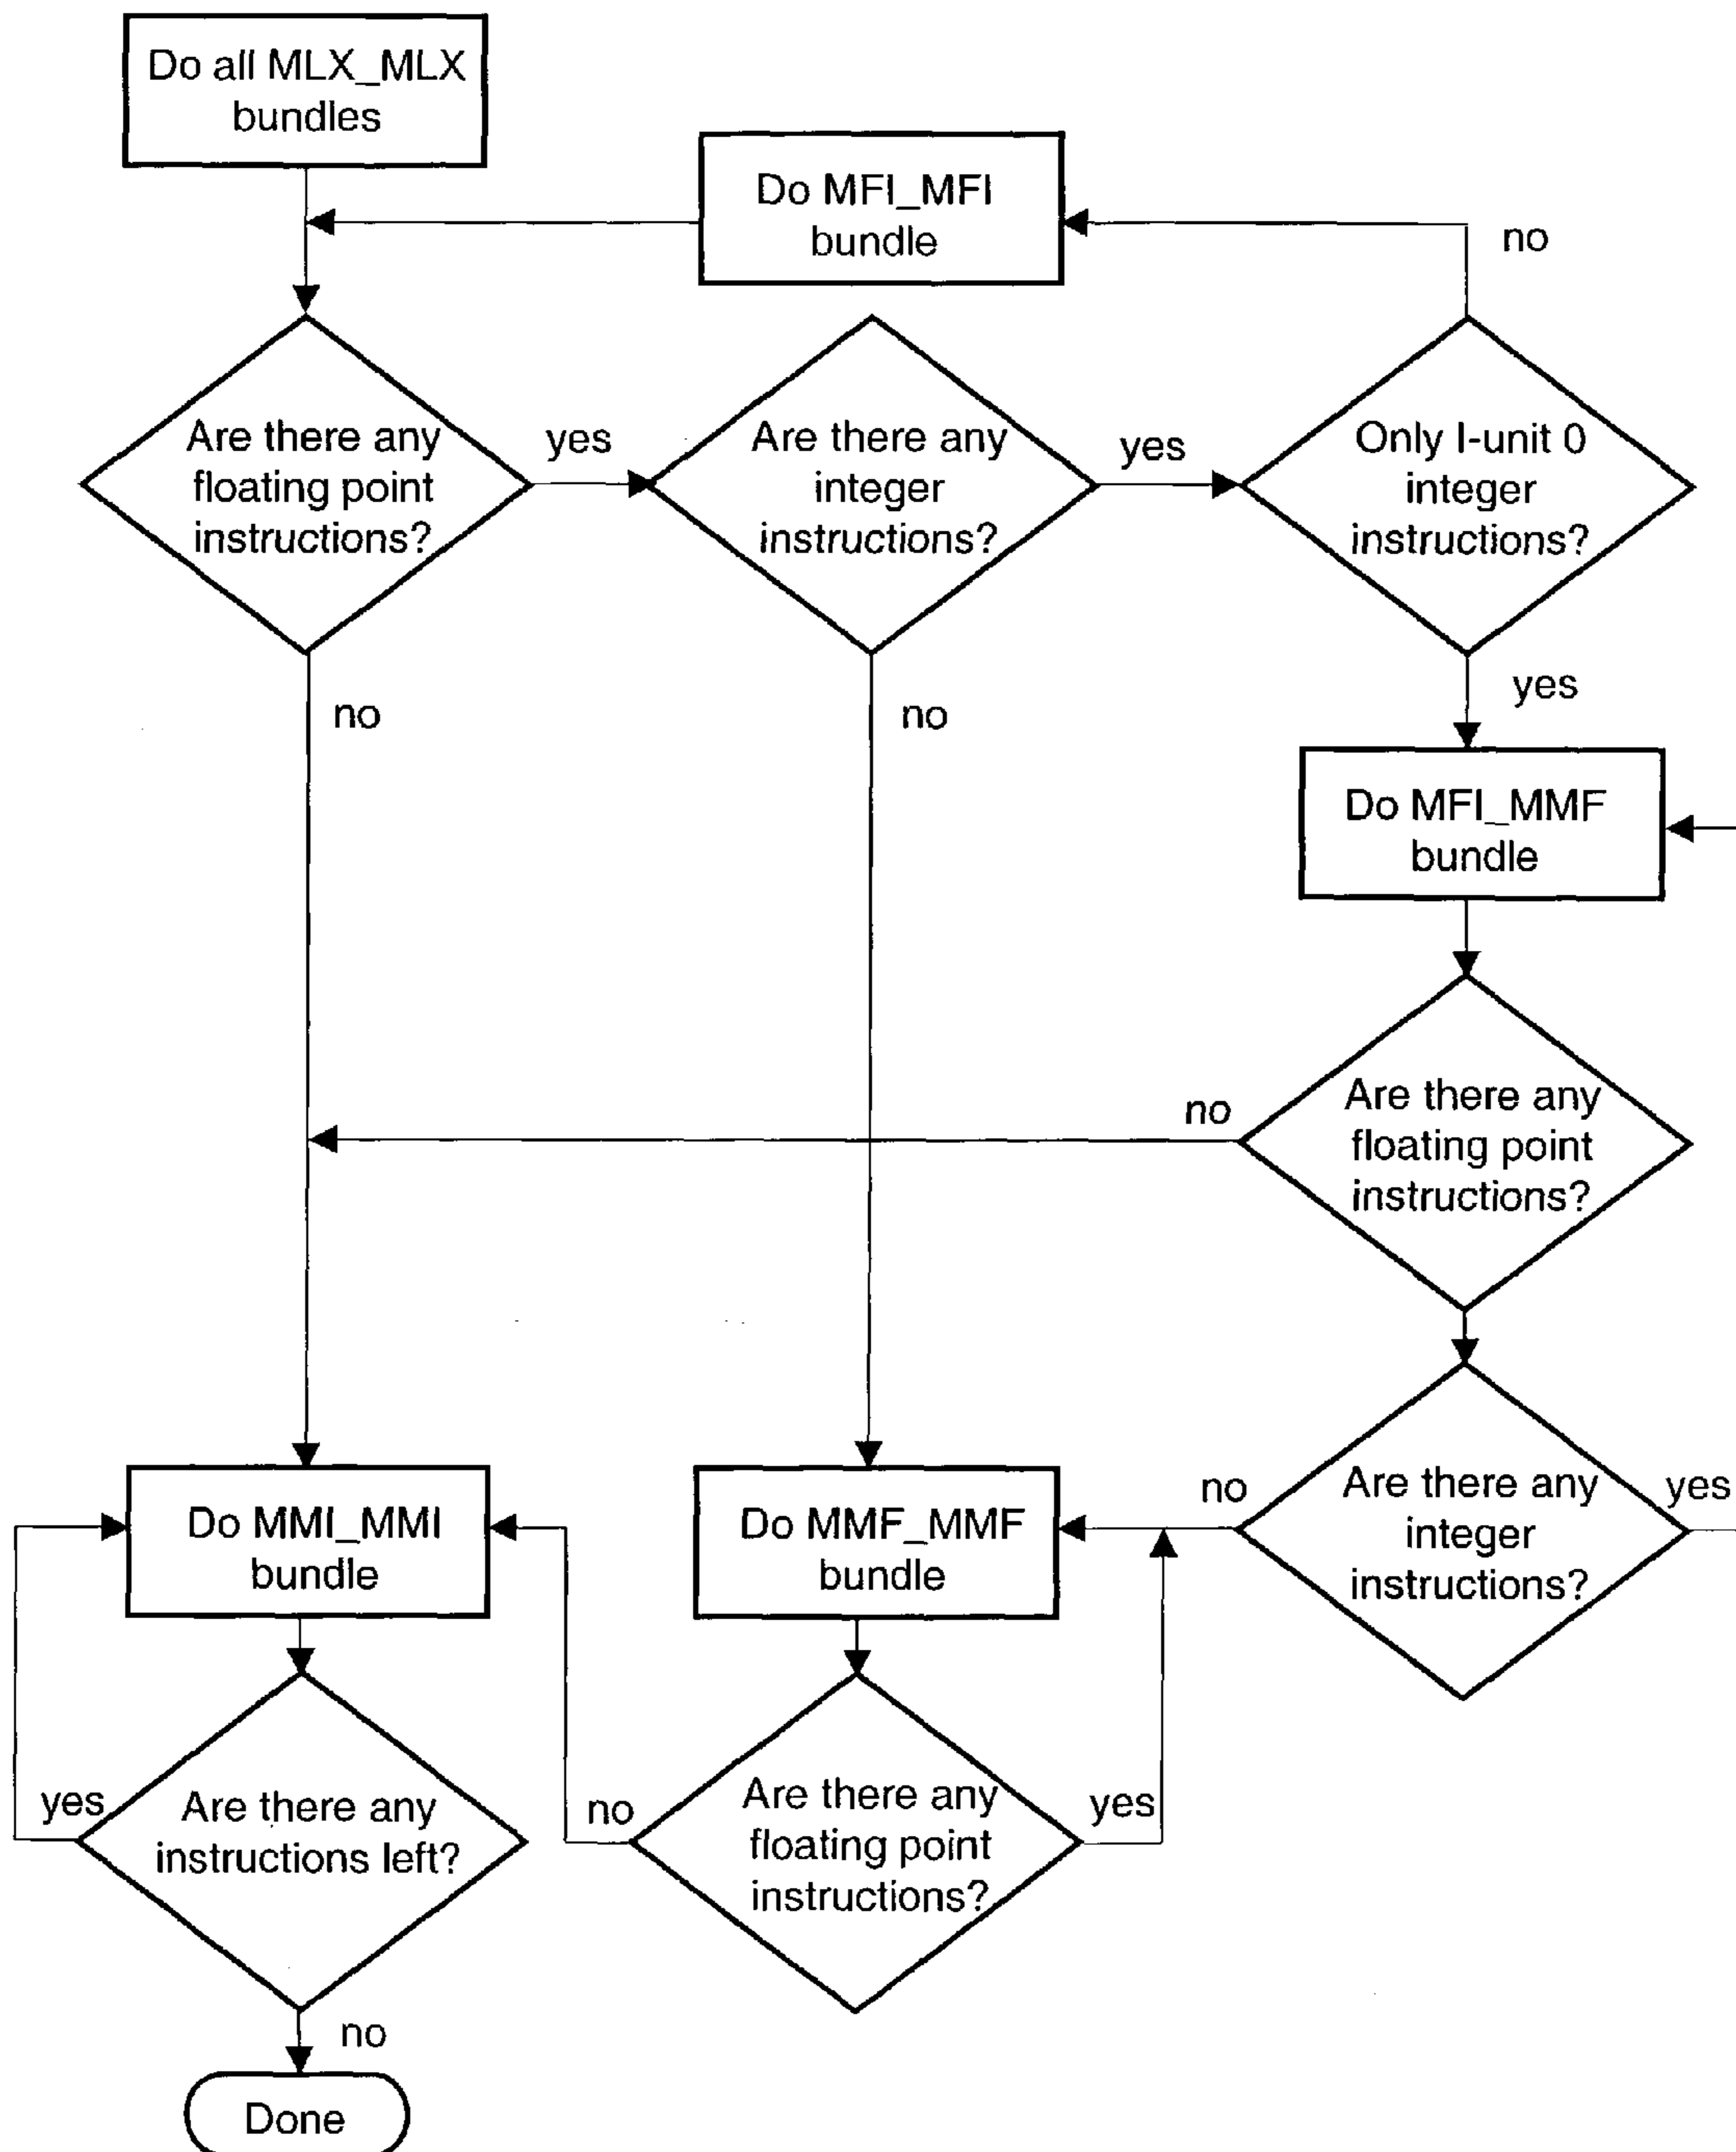 Do all MLX_MLX
bundles
Do MFI_MFI
bundle
no
Are there any
floating point
instructions?
yes
Are there any
integer
instructions?
yes
Only I-unit 0
integer
instructions?
no
no
yes
Do MFI_MMF
bundle
no
Are there any
floating point
instructions?
Do MMI_MMI
bundle
Do MMF_MMF
bundle
no
Are there any
integer
instructions?
yes
yes
Are there any
instructions left?
no
Are there any
floating point
instructions?
yes
no
Done